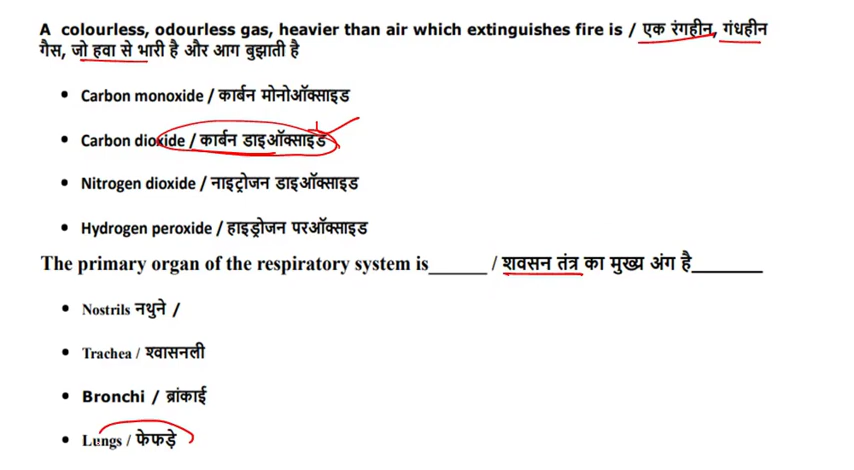 A colourless, odourless gas, heavier than air which extinguishes fire is / एक रंगहीन, गंधहीन
गैस, जो हवा से भारी है और आग बुझाती है
• Carbon monoxide / कार्बन मोनोऑक्साइड
• Carbon dioxide / कार्बन डाइऑक्साइड
• Nitrogen dioxide / नाइट्रोजन डाइऑक्साइड
• Hydrogen peroxide / हाइड्रोजन परऑक्साइड
The primary organ of the respiratory system is______ / शवसन तंत्र का मुख्य अंग है________
• Nostrils नथुने /
• Trachea / श्वासनली
• Bronchi / ब्रांकाई
• Lungs / फेफड़े